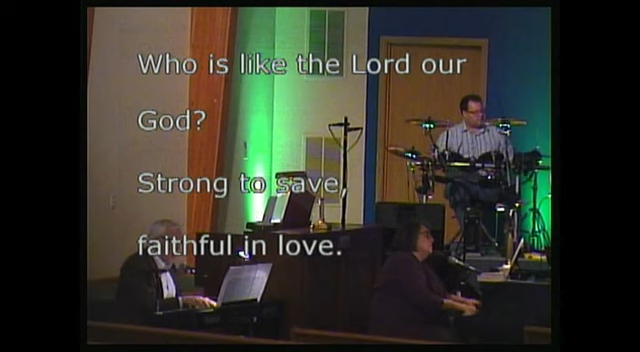 Who is like the Lord our
God?
Strong to save,
faithful in love.